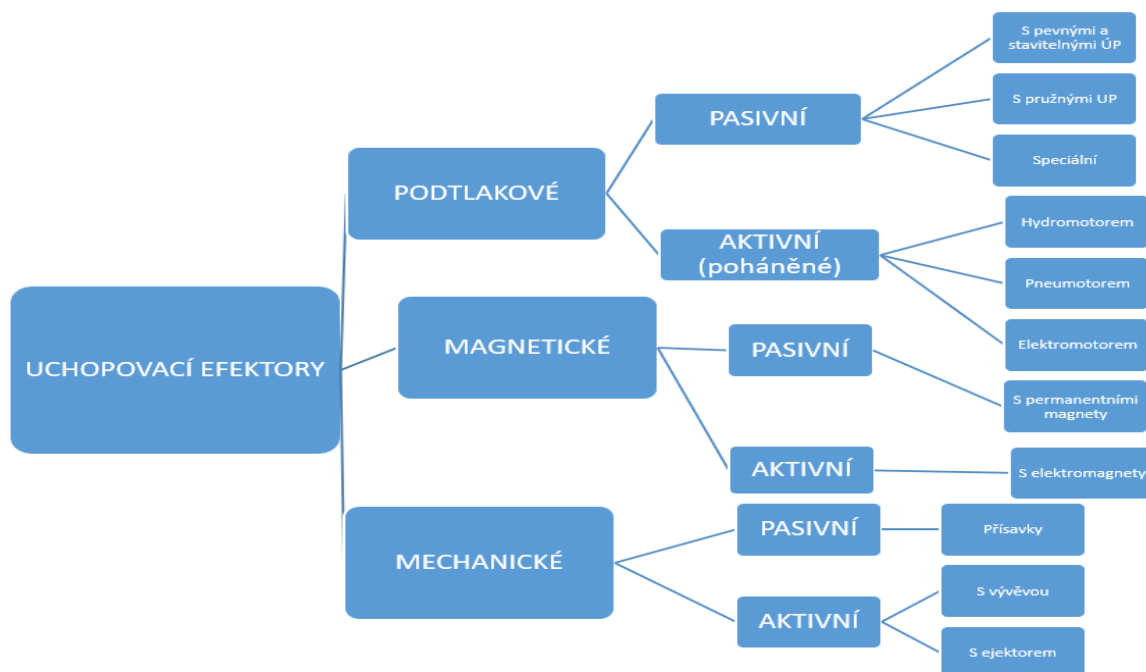 UCHOPOVACÍ EFEKTORY
PODTLAKOVÉ
PASIVNÍ
S pevnými a
stavitelnými ÚP
S pružnými UP
Speciální
AKTIVNÍ
(poháněné)
Hydromotorem
Pneumotorem
Elektromotorem
MAGNETICKÉ
PASIVNÍ
S permanentními
magnety
AKTIVNÍ
S elektromagnety
MECHANICKÉ
PASIVNÍ
Přísavky
AKTIVNÍ
S vývěvou
S ejektorem